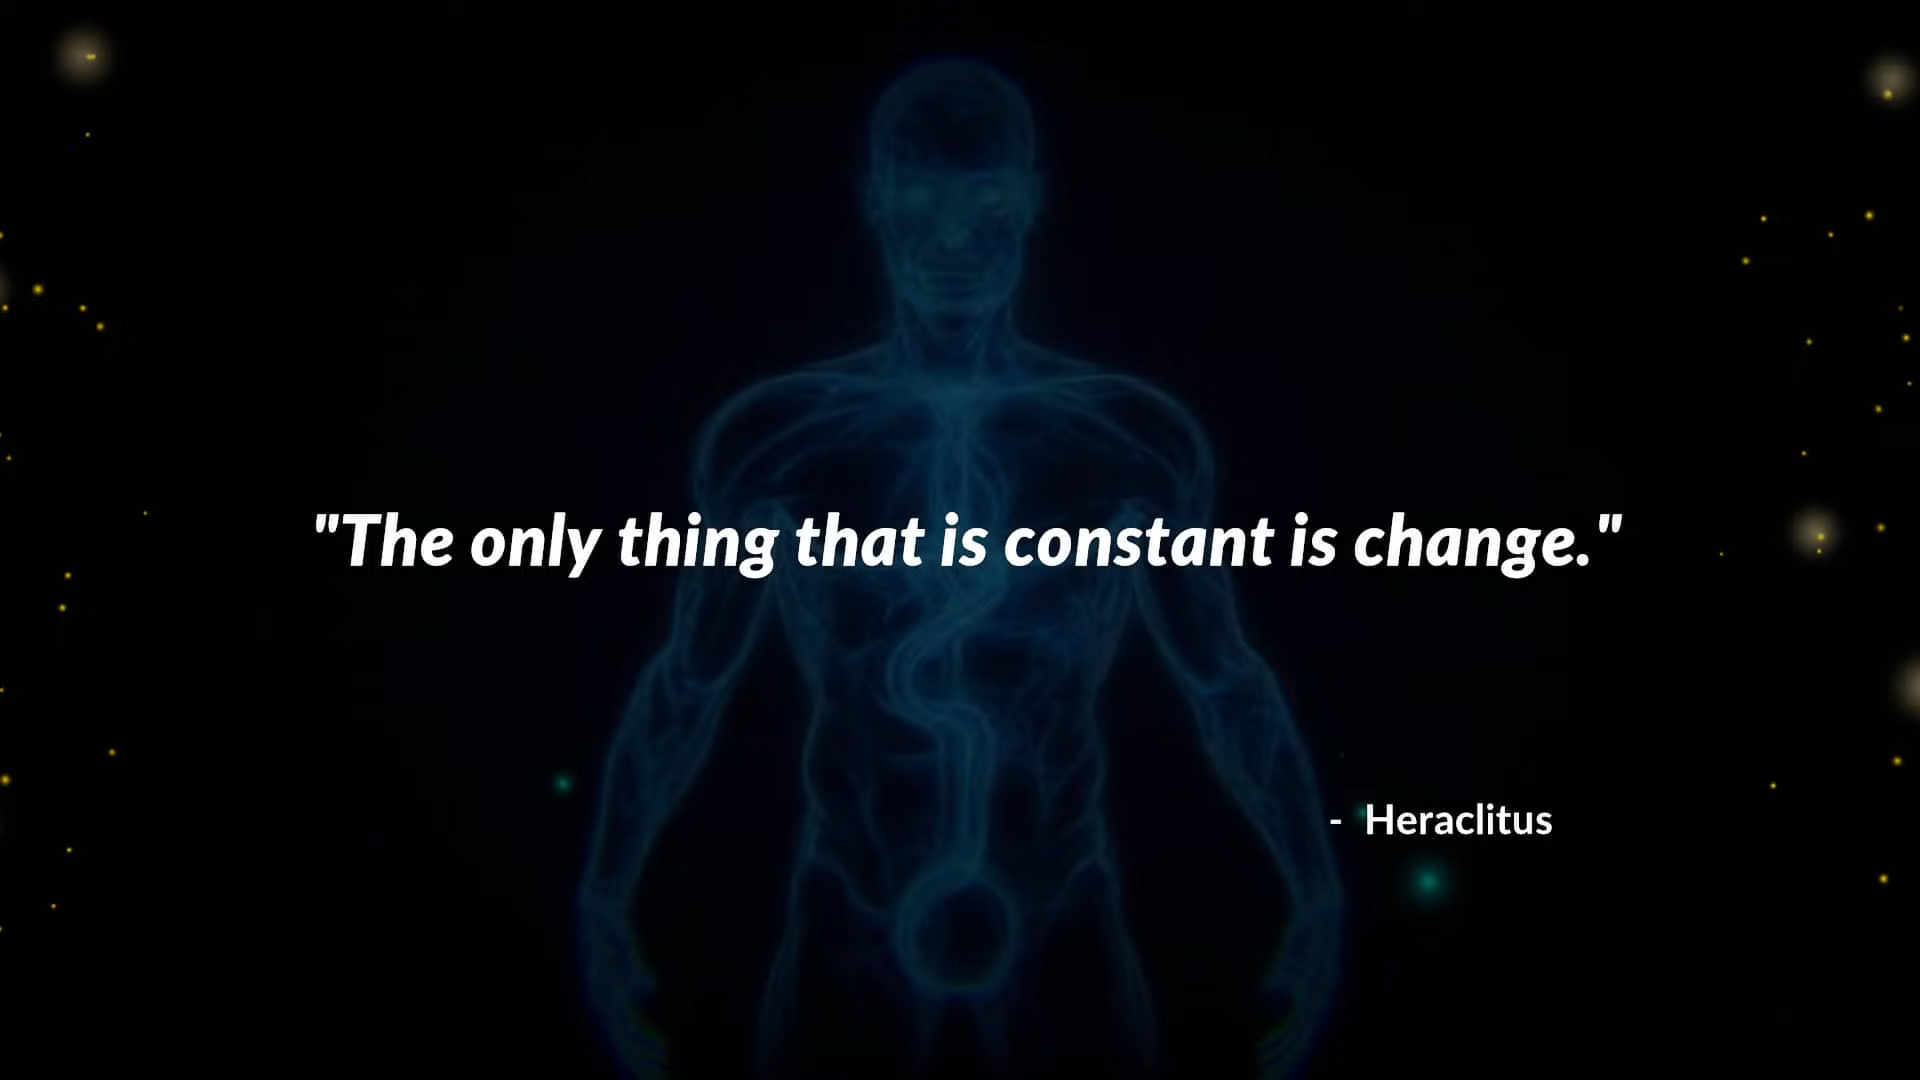 "The only thing that is constant is change."
- Heraclitus